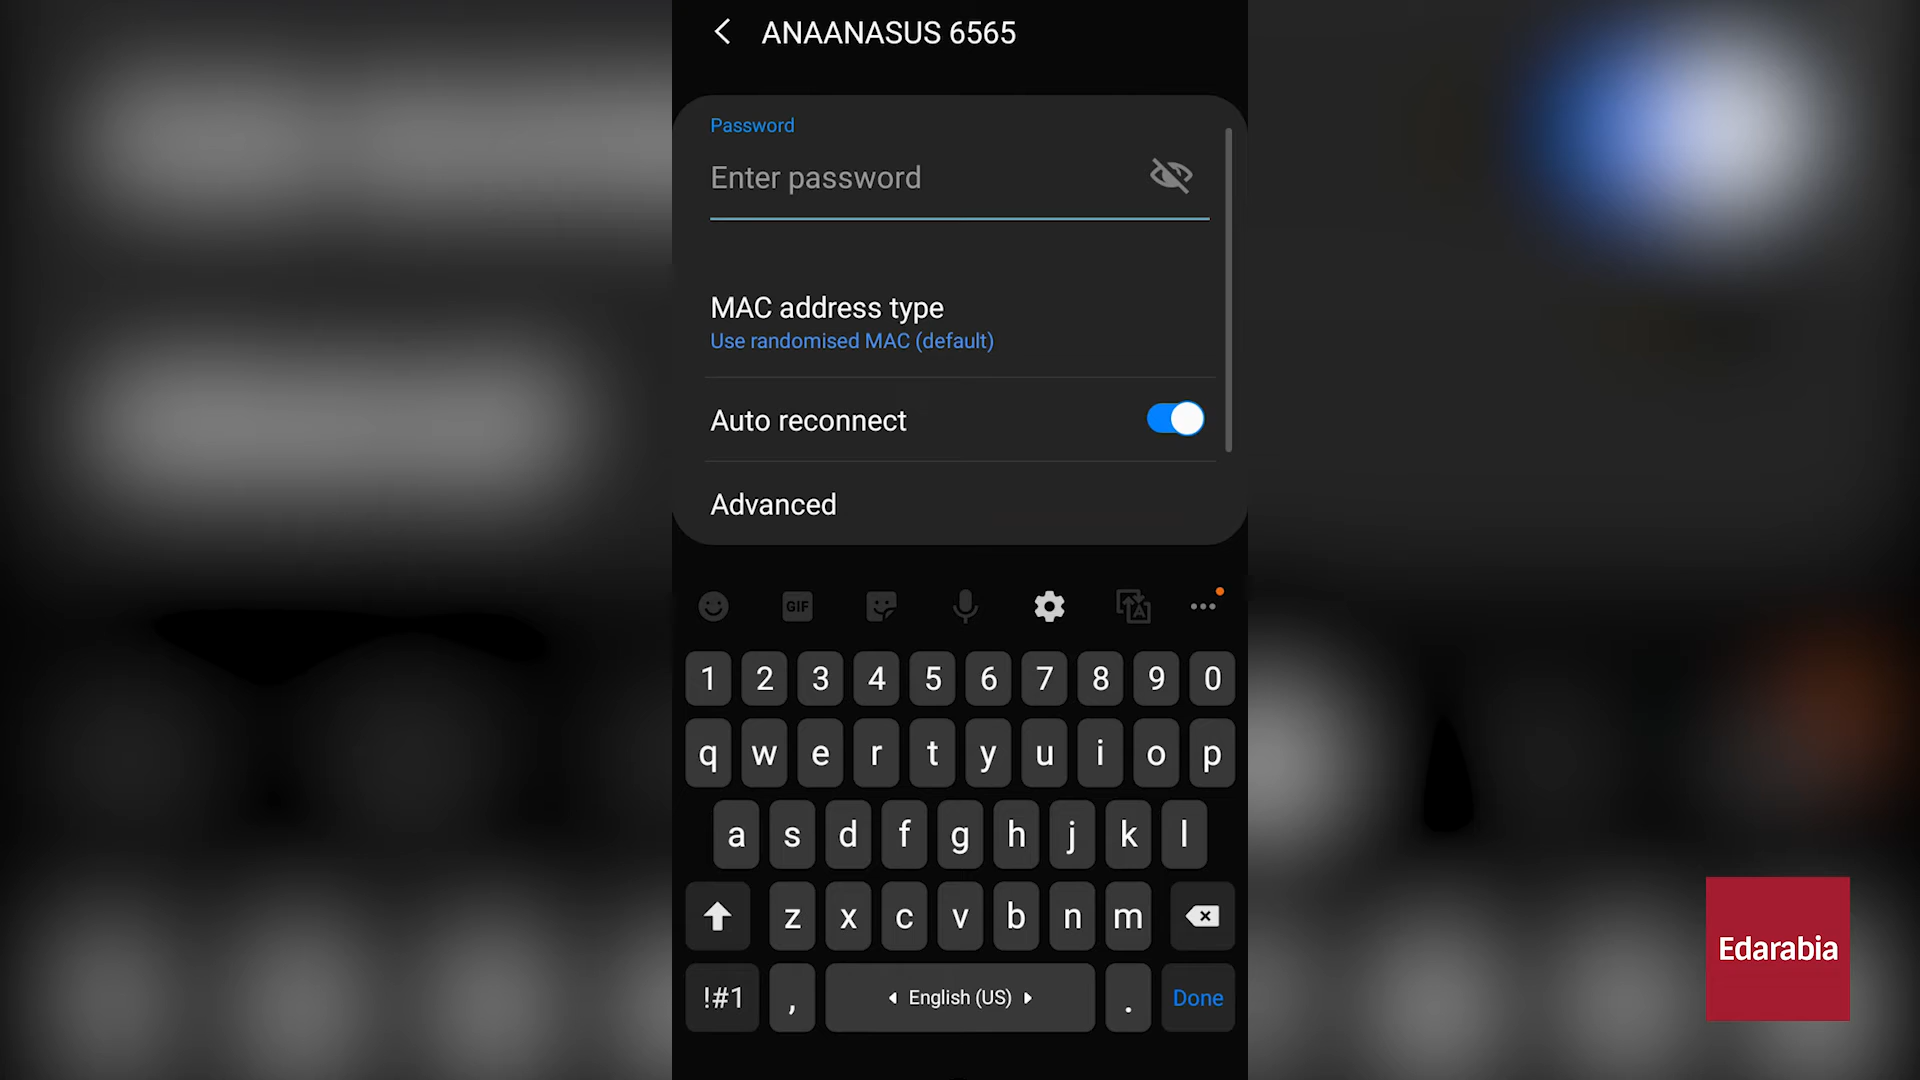 ANAANASUS 6565
Password
Enter password
MAC address type
Use randomised MAC (default)
Auto reconnect
Advanced
GIF
1 2 3 4 5 6 7 8 9 0
q w e r t y u i o p
a s d f g h j k l
z x c v b n m
!#1 , English (US) . Done
Edarabia